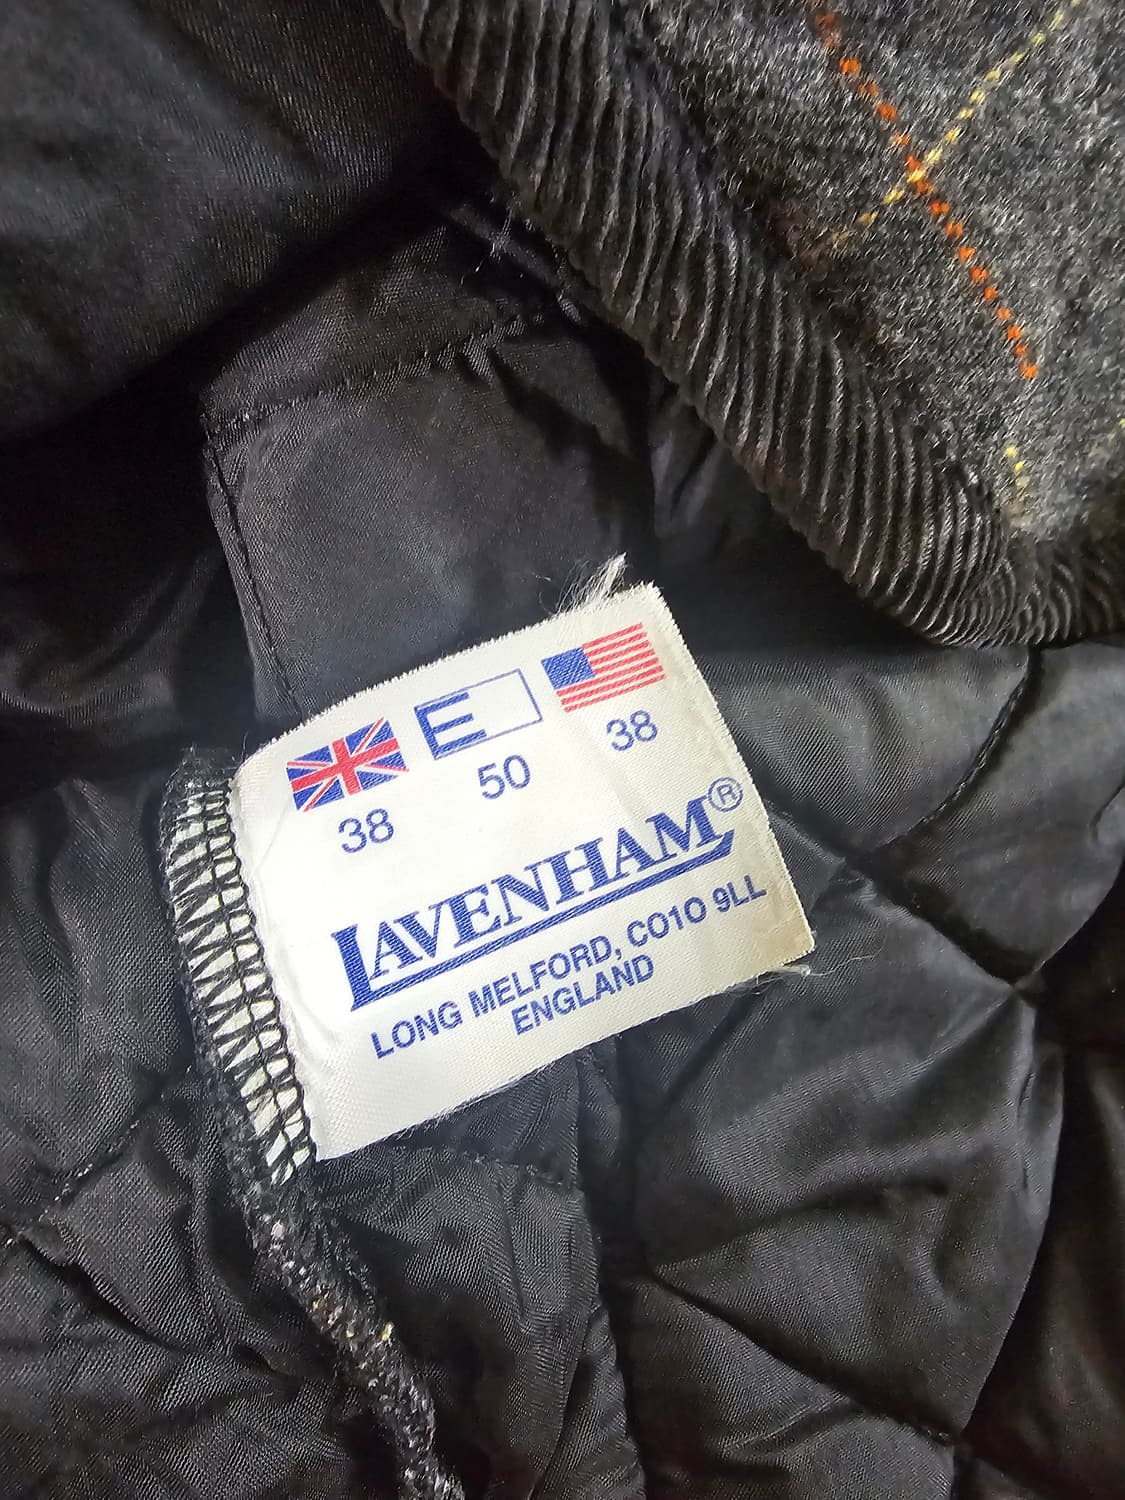 E
38 50 38
LAVENHAM®
LONG MELFORD, CO10 9LL
ENGLAND